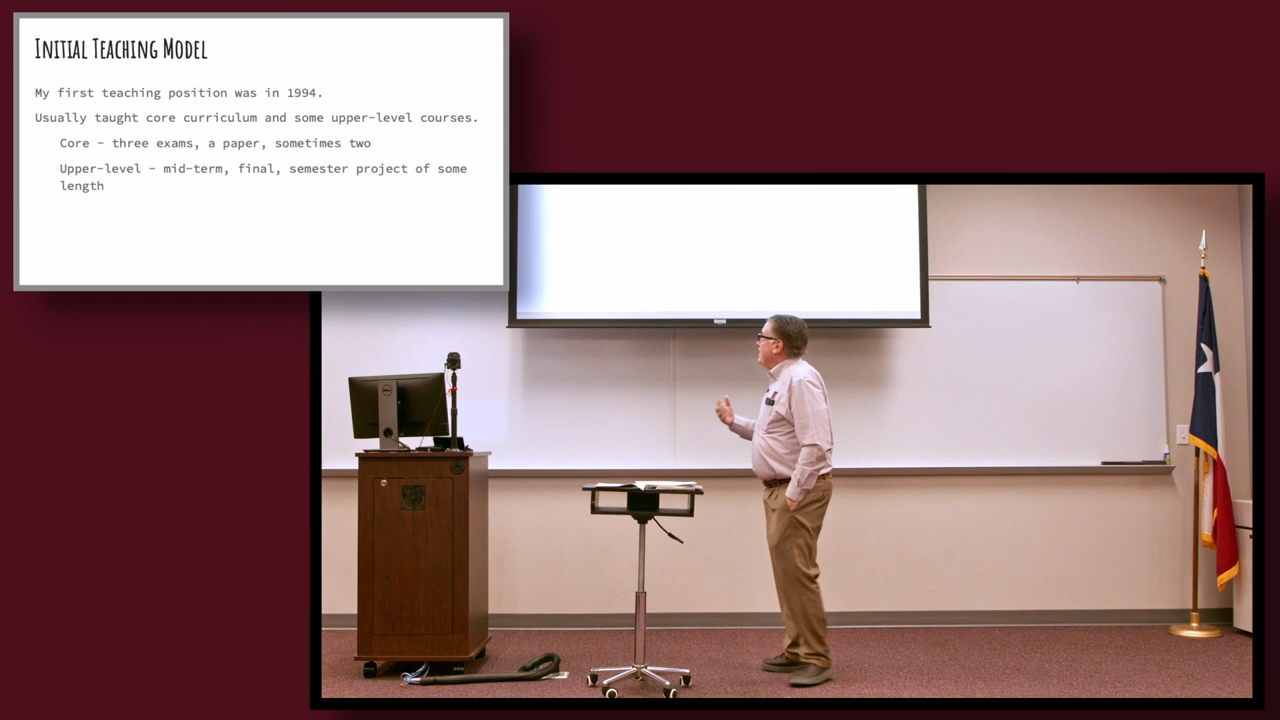 INITIAL TEACHING MODEL
My first teaching position was in 1994.
Usually taught core curriculum and some upper-level courses.
Core - three exams, a paper, sometimes two
Upper-level - mid-term, final, semester project of some
length
DELL